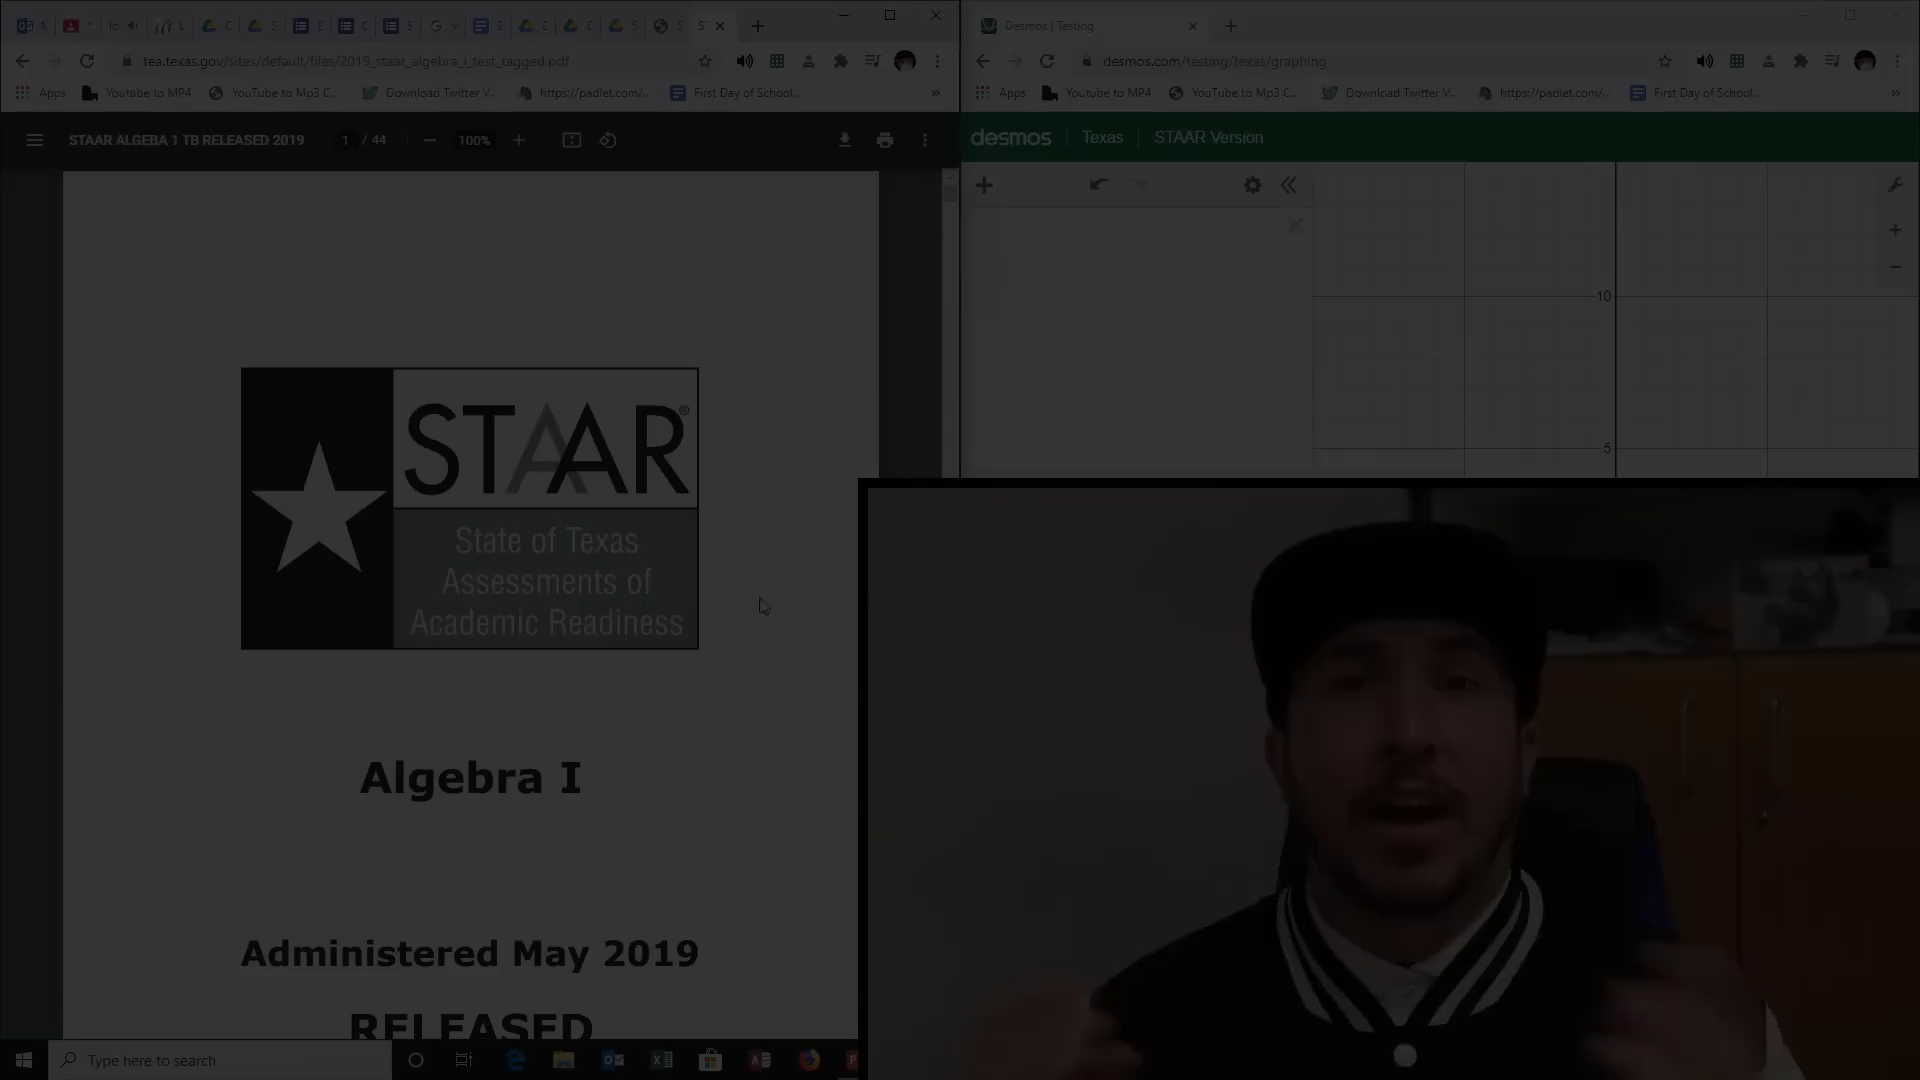 tea.texas.gov/sites/default/files/2019_staar_algebra_i_test_tagged.pdf
Apps
Youtube to MP4
YouTube to Mp3 C...
Download Twitter V...
https://padlet.com/...
First Day of School...
»
STAAR ALGEBA 1 TB RELEASED 2019
1 / 44
100%
STAAR®
State of Texas
Assessments of
Academic Readiness
Algebra I
Administered May 2019
RELEASED
Type here to search
Desmos | Testing
desmos.com/testing/texas/graphing
Apps
Youtube to MP4
YouTube to Mp3 C...
Download Twitter V...
https://padlet.com/...
First Day of School...
»
desmos
Texas
STAAR Version
10
5